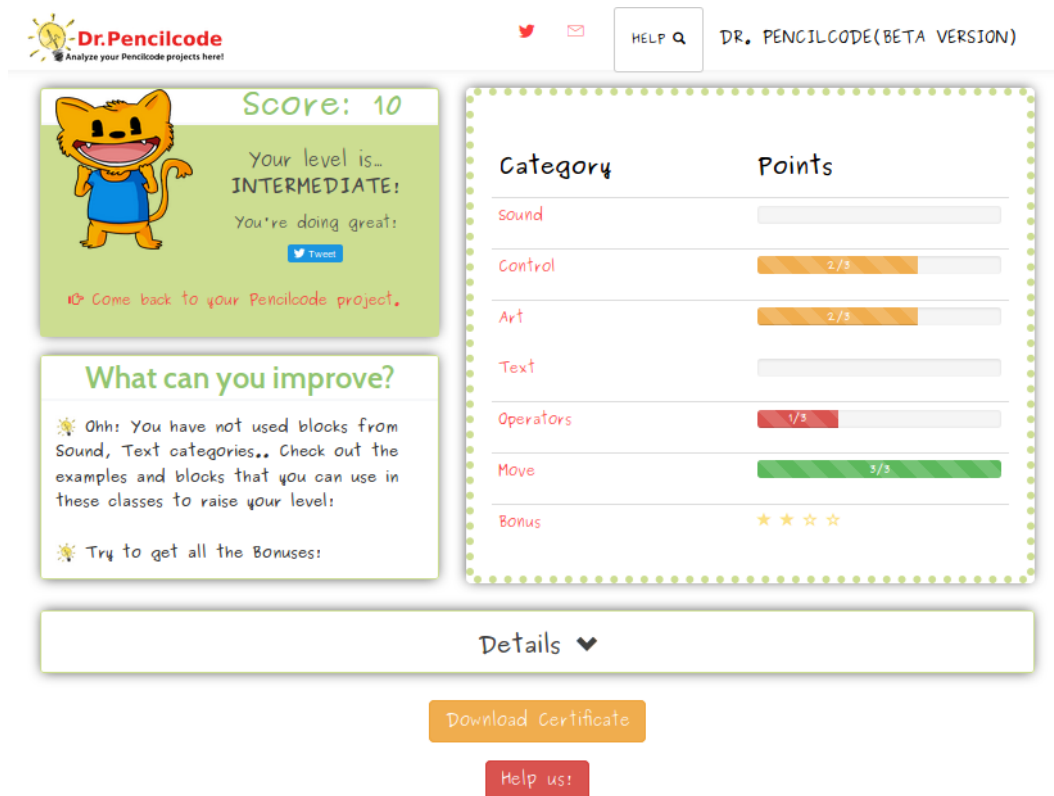 Dr.Pencilcode
Analyze your Pencilcode projects here!
HELP
DR. PENCILCODE(BETA VERSION)
Score: 10
Your level is…
INTERMEDIATE!
You're doing great!
Tweet
Come back to your Pencilcode project.
What can you improve?
Ohh! You have not used blocks from
Sound, Text categories.. Check out the
examples and blocks that you can use in
these classes to raise your level!
Try to get all the Bonuses!
Category Points
Sound
Control 2/3
Art 2/3
Text
Operators 1/3
Move 3/3
Bonus
Details
Download Certificate
Help us!